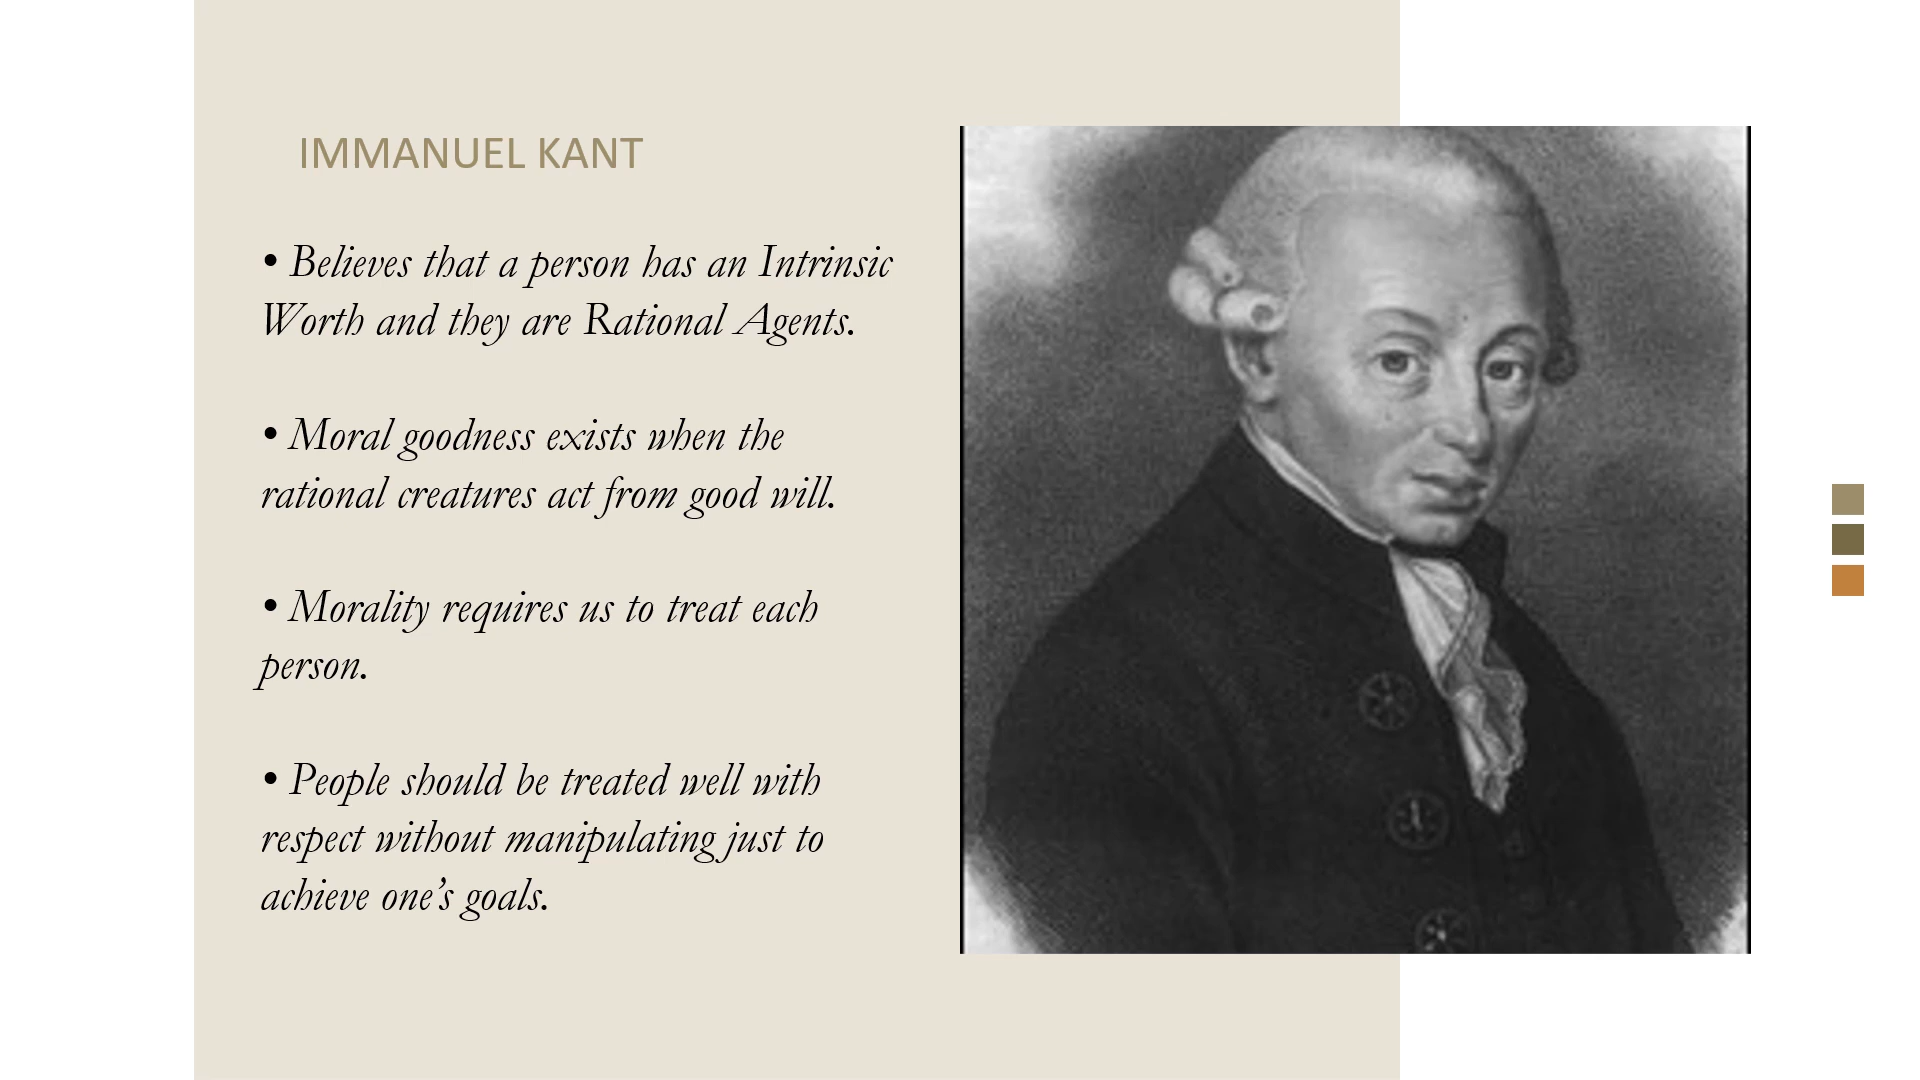 IMMANUEL KANT
• Believes that a person has an Intrinsic
Worth and they are Rational Agents.
• Moral goodness exists when the
rational creatures act from good will.
• Morality requires us to treat each
person.
• People should be treated well with
respect without manipulating just to
achieve one’s goals.